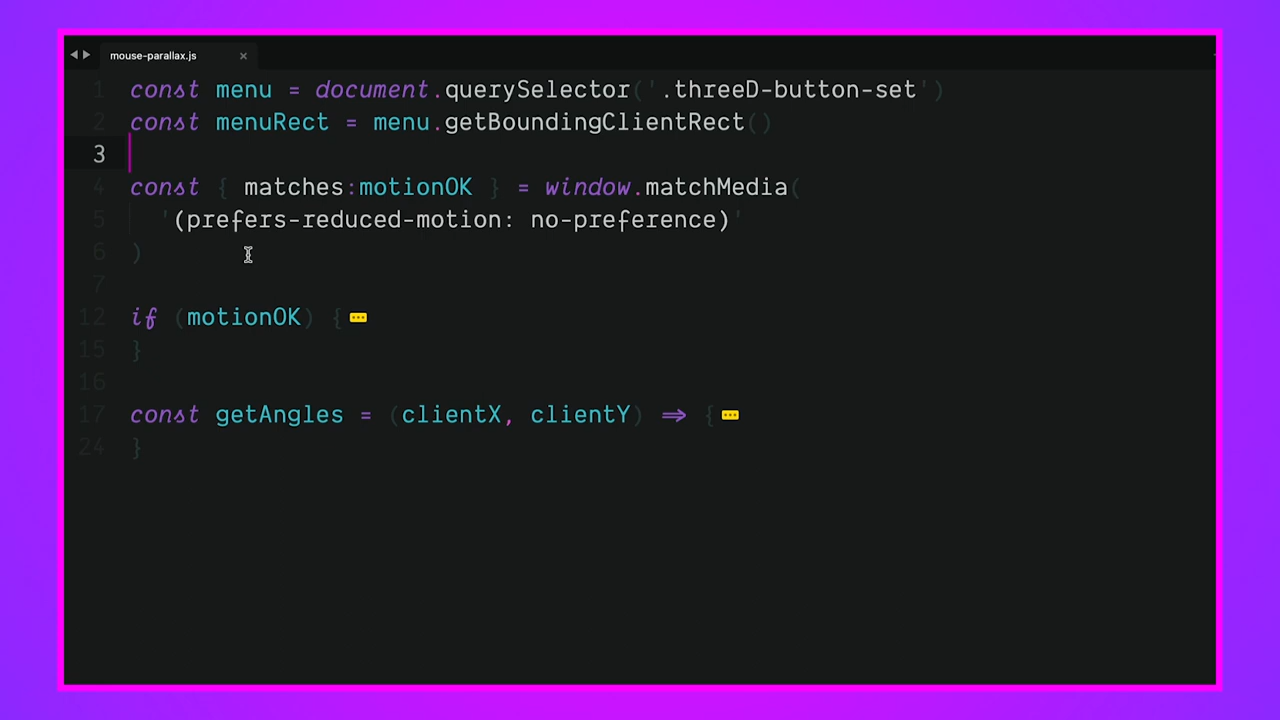 mouse-parallax.js ×
1 const menu = document.querySelector('.threeD-button-set')
2 const menuRect = menu.getBoundingClientRect()
3
4 const { matches:motionOK } = window.matchMedia(
5 '(prefers-reduced-motion: no-preference)'
6 )
7
12 if (motionOK) {
15 }
16
17 const getAngles = (clientX, clientY) ⇒ {
24 }